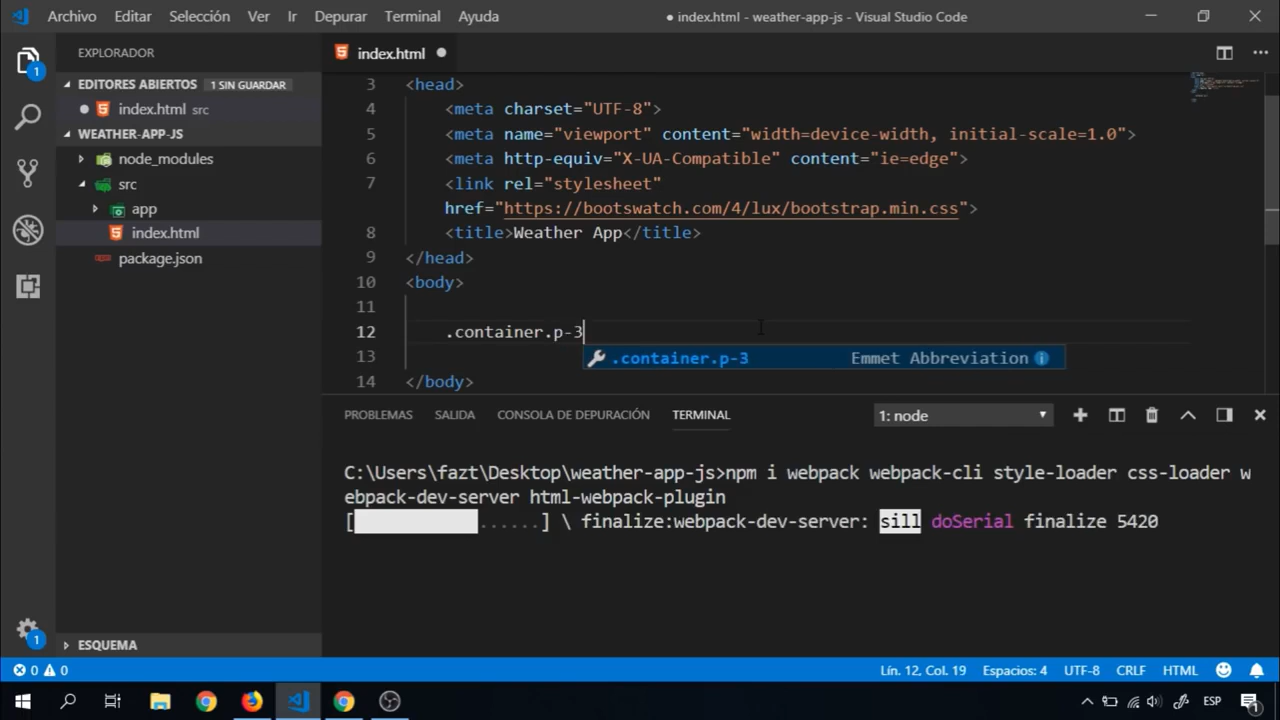 Archivo Editar Selección Ver Ir Depurar Terminal Ayuda
● index.html - weather-app-js - Visual Studio Code
EXPLORADOR
EDITORES ABIERTOS 1 SIN GUARDAR
index.html src
WEATHER-APP-JS
node_modules
src
app
index.html
package.json
ESQUEMA
1
1
index.html
3 <head>
4 <meta charset="UTF-8">
5 <meta name="viewport" content="width=device-width, initial-scale=1.0">
6 <meta http-equiv="X-UA-Compatible" content="ie=edge">
7 <link rel="stylesheet"
href="https://bootswatch.com/4/lux/bootstrap.min.css">
8 <title>Weather App</title>
9 </head>
10 <body>
11
12 .container.p-3
.container.p-3 Emmet Abbreviation
13
14 </body>
PROBLEMAS SALIDA CONSOLA DE DEPURACIÓN TERMINAL 1: node
C:\Users\fazt\Desktop\weather-app-js>npm i webpack webpack-cli style-loader css-loader w
ebpack-dev-server html-webpack-plugin
[ ......] \ finalize:webpack-dev-server: sill doSerial finalize 5420
0 0 Lín. 12, Col. 19 Espacios: 4 UTF-8 CRLF HTML
ESP 1